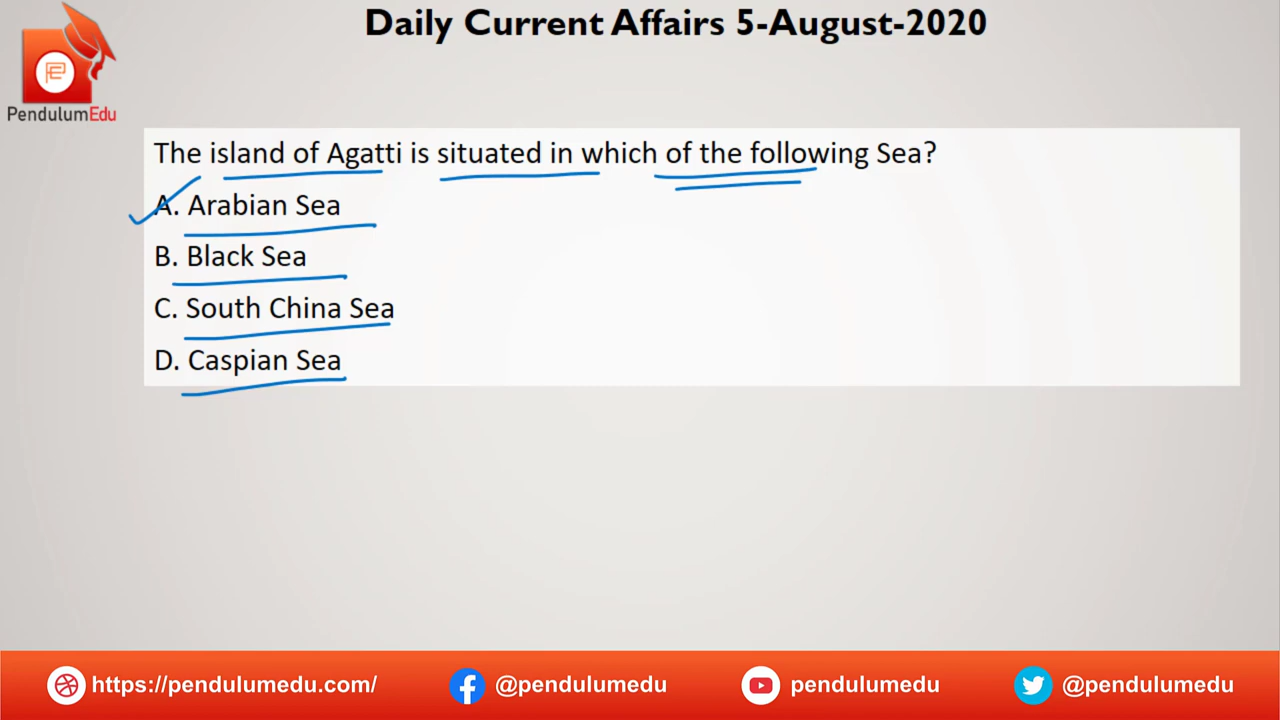 Daily Current Affairs 5-August-2020
PendulumEdu
The island of Agatti is situated in which of the following Sea?
A. Arabian Sea
B. Black Sea
C. South China Sea
D. Caspian Sea
https://pendulumedu.com/ @pendulumedu pendulumedu @pendulumedu